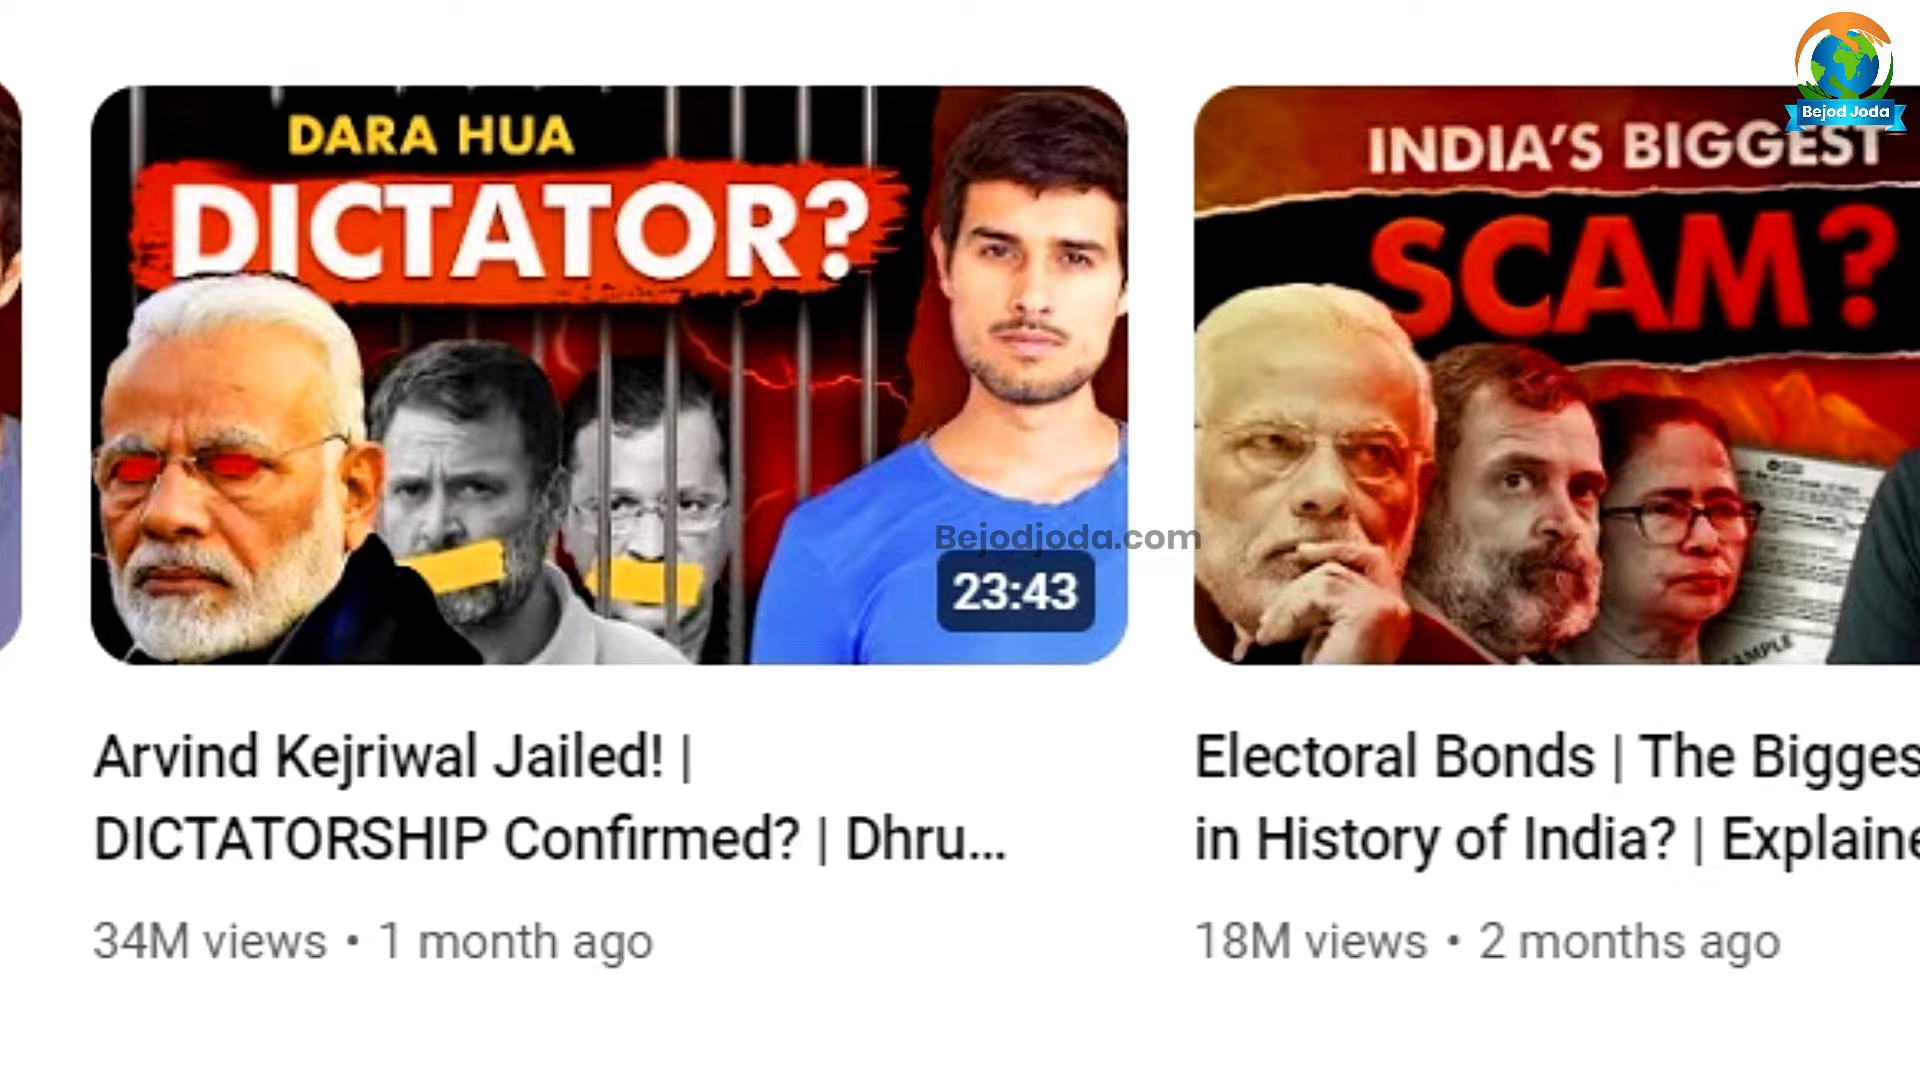 Bejod Joda
DARA HUA
DICTATOR?
23:43
Arvind Kejriwal Jailed! |
DICTATORSHIP Confirmed? | Dhru...
34M views • 1 month ago
INDIA'S BIGGEST
SCAM?
AMPLE
Electoral Bonds | The Bigges
in History of India? | Explaine
18M views • 2 months ago
Bejodjoda.com